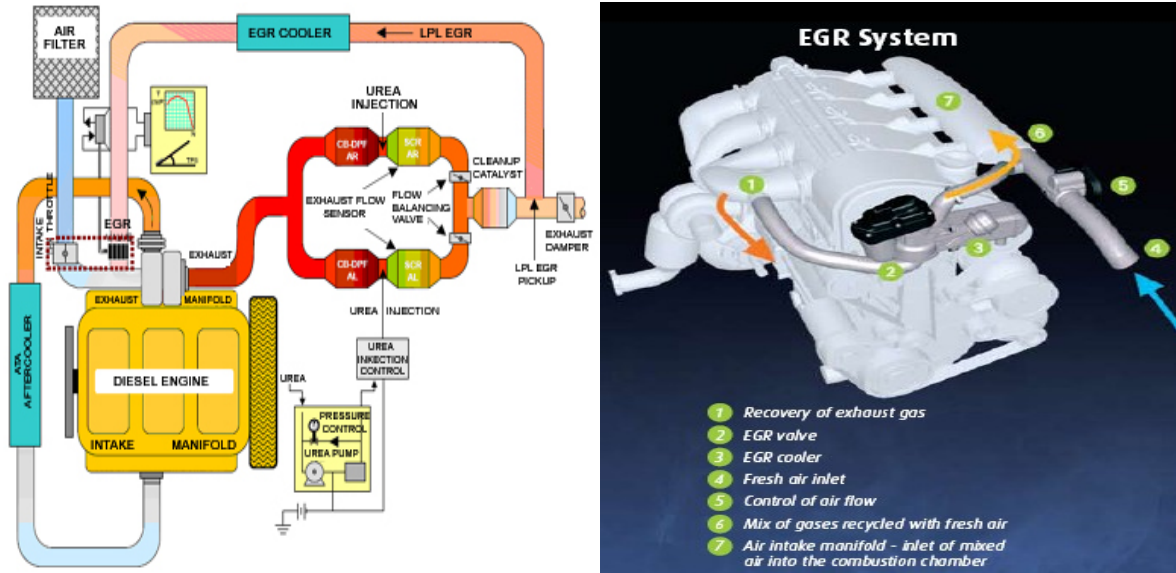 AIR
FILTER
EGR COOLER
LPL EGR
UREA
INJECTION
CB-DPF
AR
SCR
AR
CLEANUP
CATALYST
EXHAUST FLOW
SENSOR
FLOW
BALANCING
VALVE
EXHAUST
DAMPER
LPL EGR
PICKUP
CB-DPF
AL
SCR
AL
UREA INJECTION
INTAKE
THROTTLE
EGR
EXHAUST
EXHAUST MANIFOLD
DIESEL ENGINE
INTAKE MANIFOLD
ATA
AFTERCOOLER
UREA
INKECTION
CONTROL
UREA
PRESSURE
CONTROL
UREA PUMP
EGR System
1
2
3
4
5
6
7
1 Recovery of exhaust gas
2 EGR valve
3 EGR cooler
4 Fresh air inlet
5 Control of air flow
6 Mix of gases recycled with fresh air
7 Air intake manifold - inlet of mixed
air into the combustion chamber